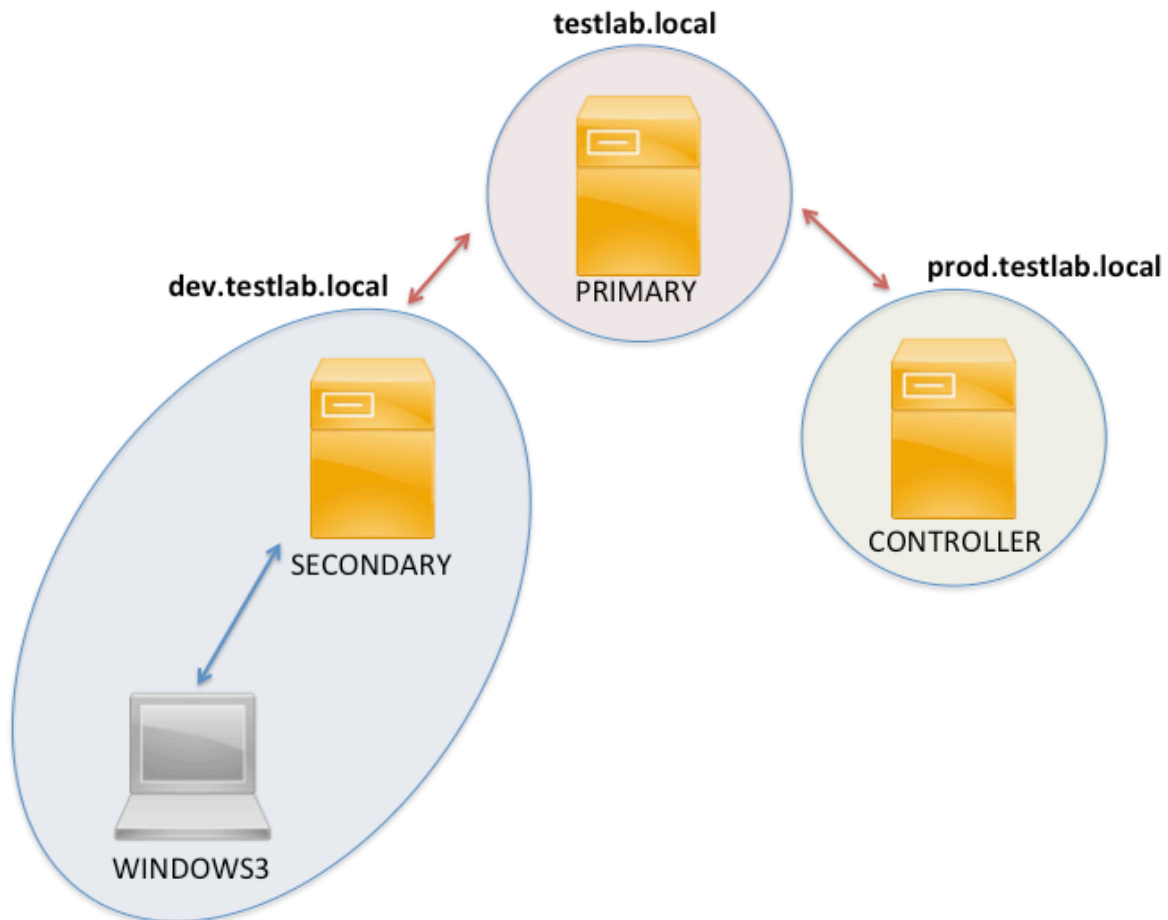 testlab.local
PRIMARY
prod.testlab.local
dev.testlab.local
CONTROLLER
SECONDARY
WINDOWS3